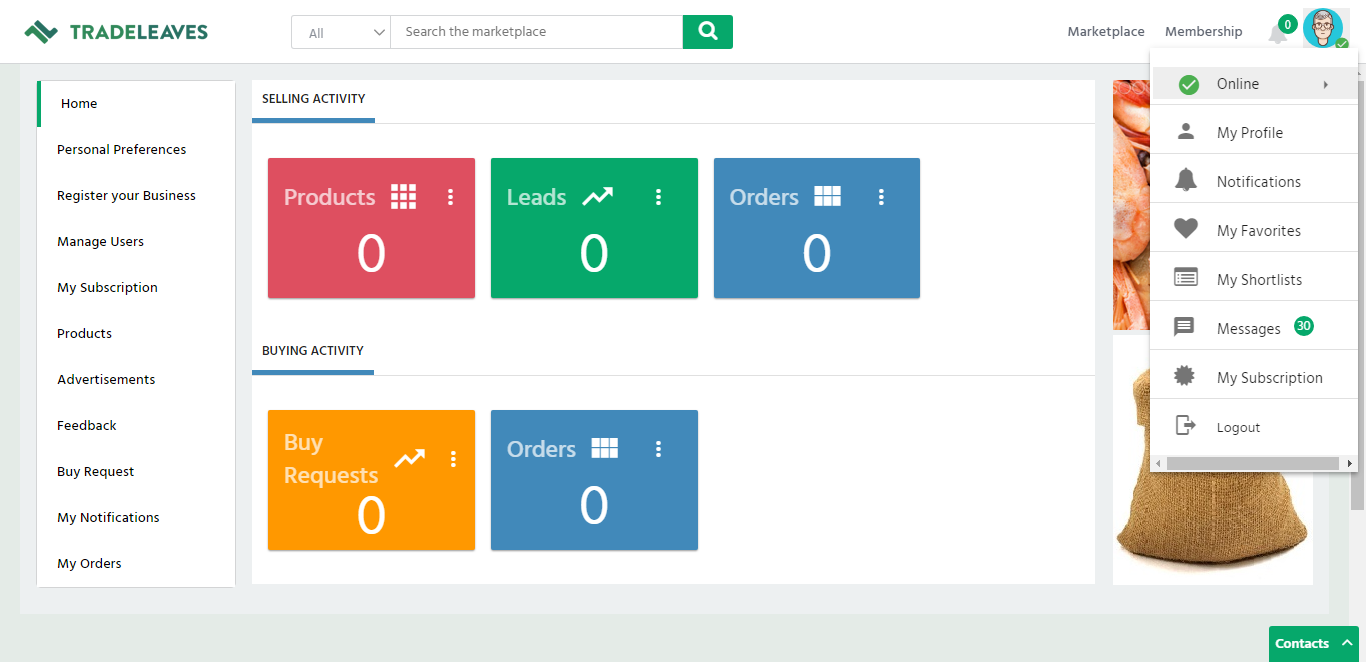 TRADELEAVES
All
Search the marketplace
Marketplace
Membership
0
Home
Personal Preferences
Register your Business
Manage Users
My Subscription
Products
Advertisements
Feedback
Buy Request
My Notifications
My Orders
SELLING ACTIVITY
Products
0
Leads
0
Orders
0
BUYING ACTIVITY
Buy
Requests
0
Orders
0
Online
My Profile
Notifications
My Favorites
My Shortlists
Messages 30
My Subscription
Logout
Contacts